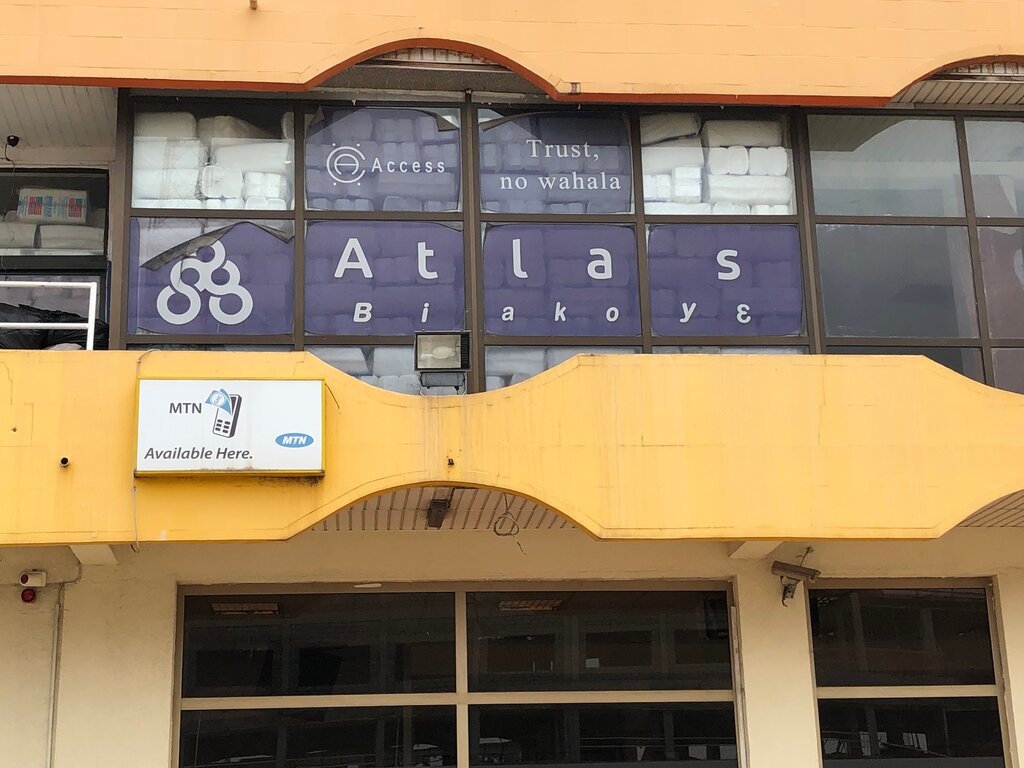 Access
Trust,
no wahala
Atlas
Biakoyɛ
MTN
MTN
Available Here.